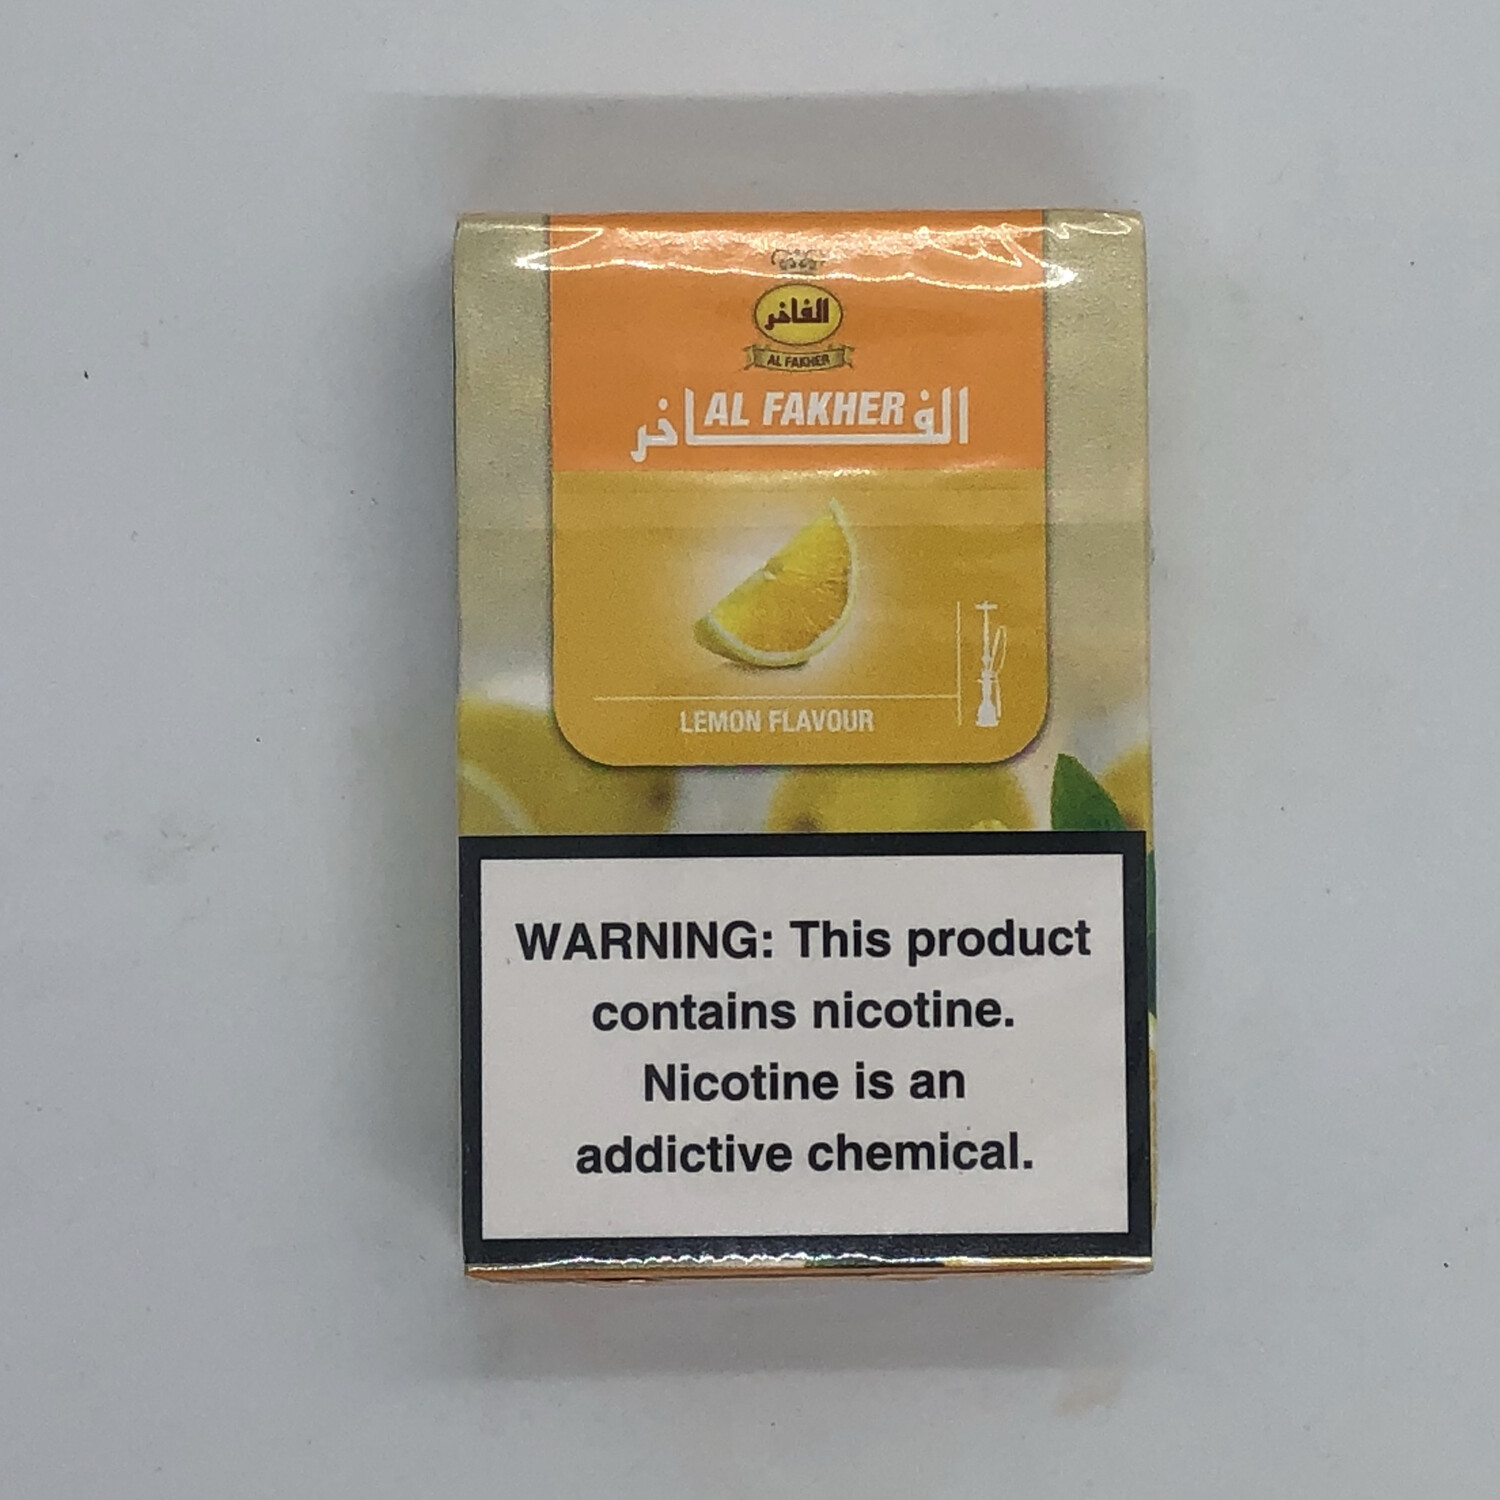 الفاخر
AL FAKHER
الفاخر
AL FAKHER
LEMON FLAVOUR
WARNING: This product
contains nicotine.
Nicotine is an
addictive chemical.